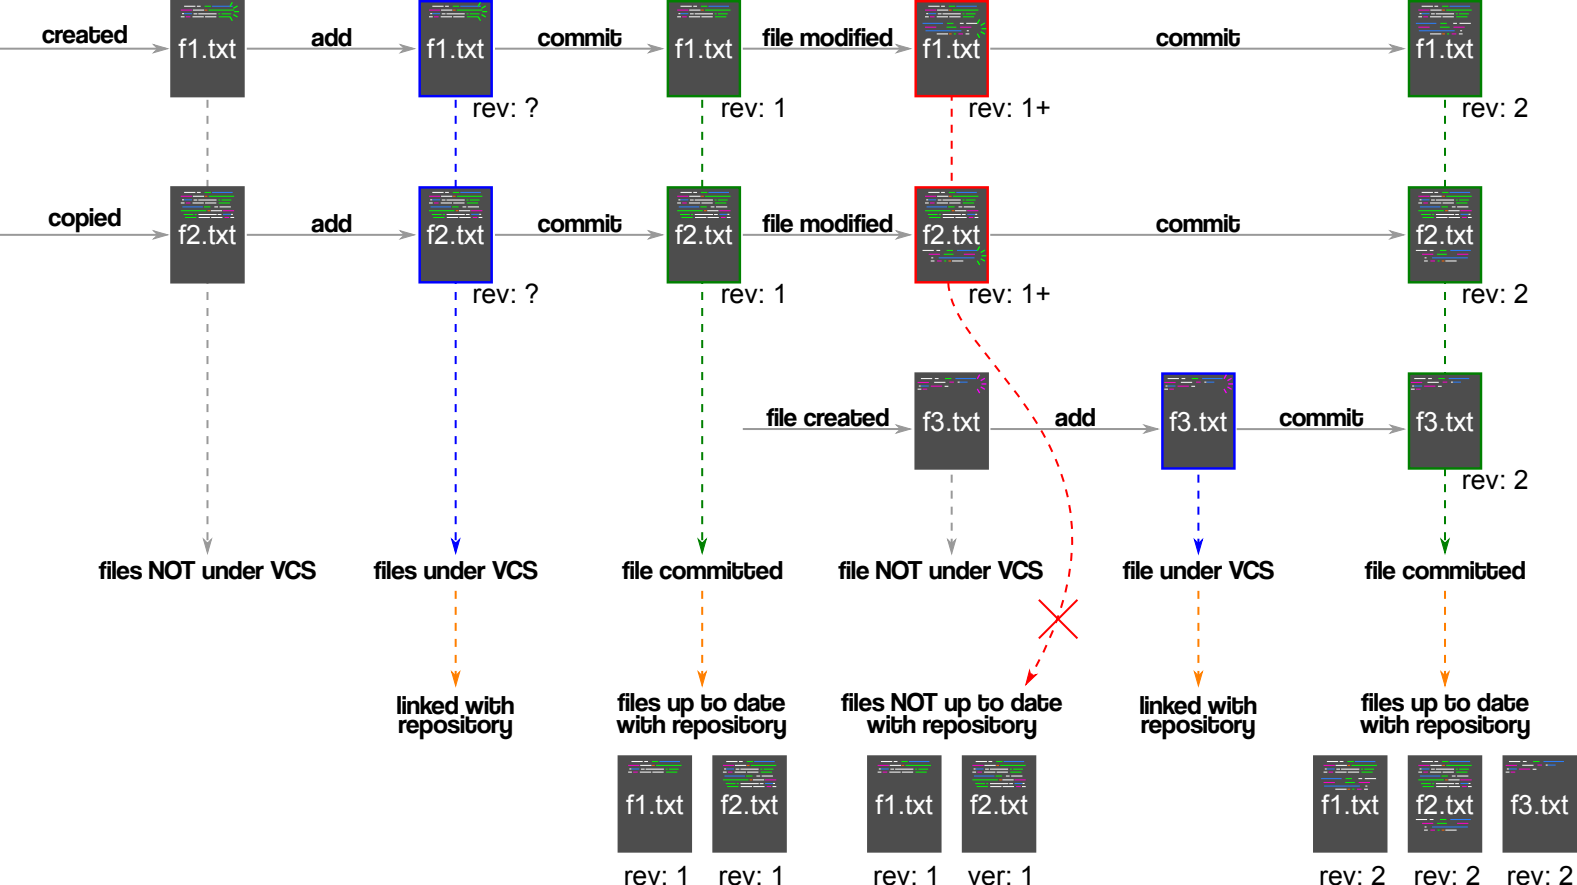 created
f1.txt
add
f1.txt
commit
f1.txt
file modified
f1.txt
commit
f1.txt
rev: ?
rev: 1
rev: 1+
rev: 2
copied
f2.txt
add
f2.txt
commit
f2.txt
file modified
f2.txt
commit
f2.txt
rev: ?
rev: 1
rev: 1+
rev: 2
file created
f3.txt
add
f3.txt
commit
f3.txt
rev: 2
files NOT under VCS
files under VCS
file committed
file NOT under VCS
file under VCS
file committed
linked with
repository
files up to date
with repository
files NOT up to date
with repository
linked with
repository
files up to date
with repository
f1.txt
f2.txt
f1.txt
f2.txt
f1.txt
f2.txt
f3.txt
rev: 1
rev: 1
rev: 1
ver: 1
rev: 2
rev: 2
rev: 2